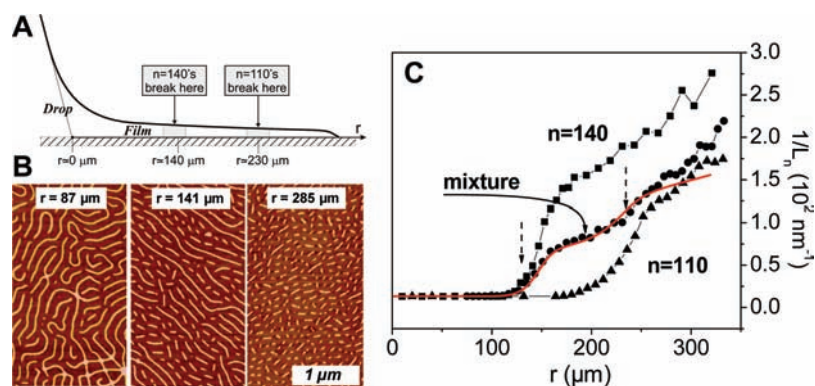 A
n=140's
break here
n=110's
break here
r
Drop
Film
r≈0 μm
r≈140 μm
r≈230 μm
B
r = 87 μm
r = 141 μm
r = 285 μm
1 μm
C
n=140
mixture
n=110
3.0
2.5
2.0
1.5
1.0
0.5
0.0
1/Lₙ (10² nm⁻¹)
0
100
200
300
r (μm)